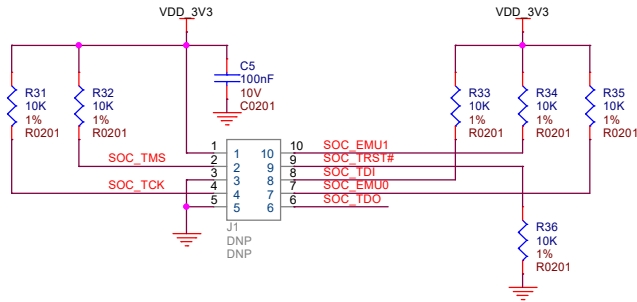 VDD_3V3
VDD_3V3
R31
10K
1%
R0201
R32
10K
1%
R0201
C5
100nF
10V
C0201
R33
10K
1%
R0201
R34
10K
1%
R0201
R35
10K
1%
R0201
SOC_TMS
SOC_TCK
1
2
3
4
5
1
2
3
4
5
10
9
8
7
6
10
9
8
7
6
SOC_EMU1
SOC_TRST#
SOC_TDI
SOC_EMU0
SOC_TDO
J1
DNP
DNP
R36
10K
1%
R0201